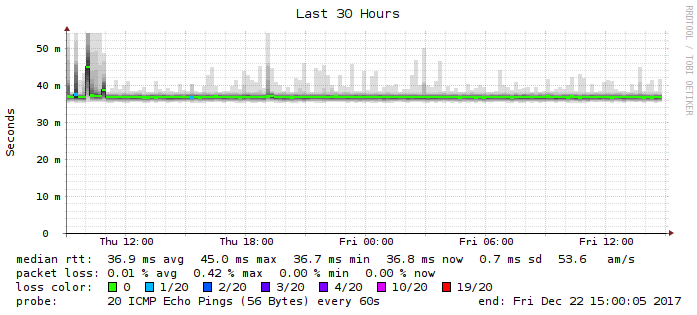 Last 30 Hours
RRDTOOL / TOBI OETIKER
Seconds
50 m
40 m
30 m
20 m
10 m
0
Thu 12:00 Thu 18:00 Fri 00:00 Fri 06:00 Fri 12:00
median rtt: 36.9 ms avg 45.0 ms max 36.7 ms min 36.8 ms now 0.7 ms sd 53.6 am/s
packet loss: 0.01 % avg 0.42 % max 0.00 % min 0.00 % now
loss color: 0 1/20 2/20 3/20 4/20 10/20 19/20
probe: 20 ICMP Echo Pings (56 Bytes) every 60s end: Fri Dec 22 15:00:05 2017